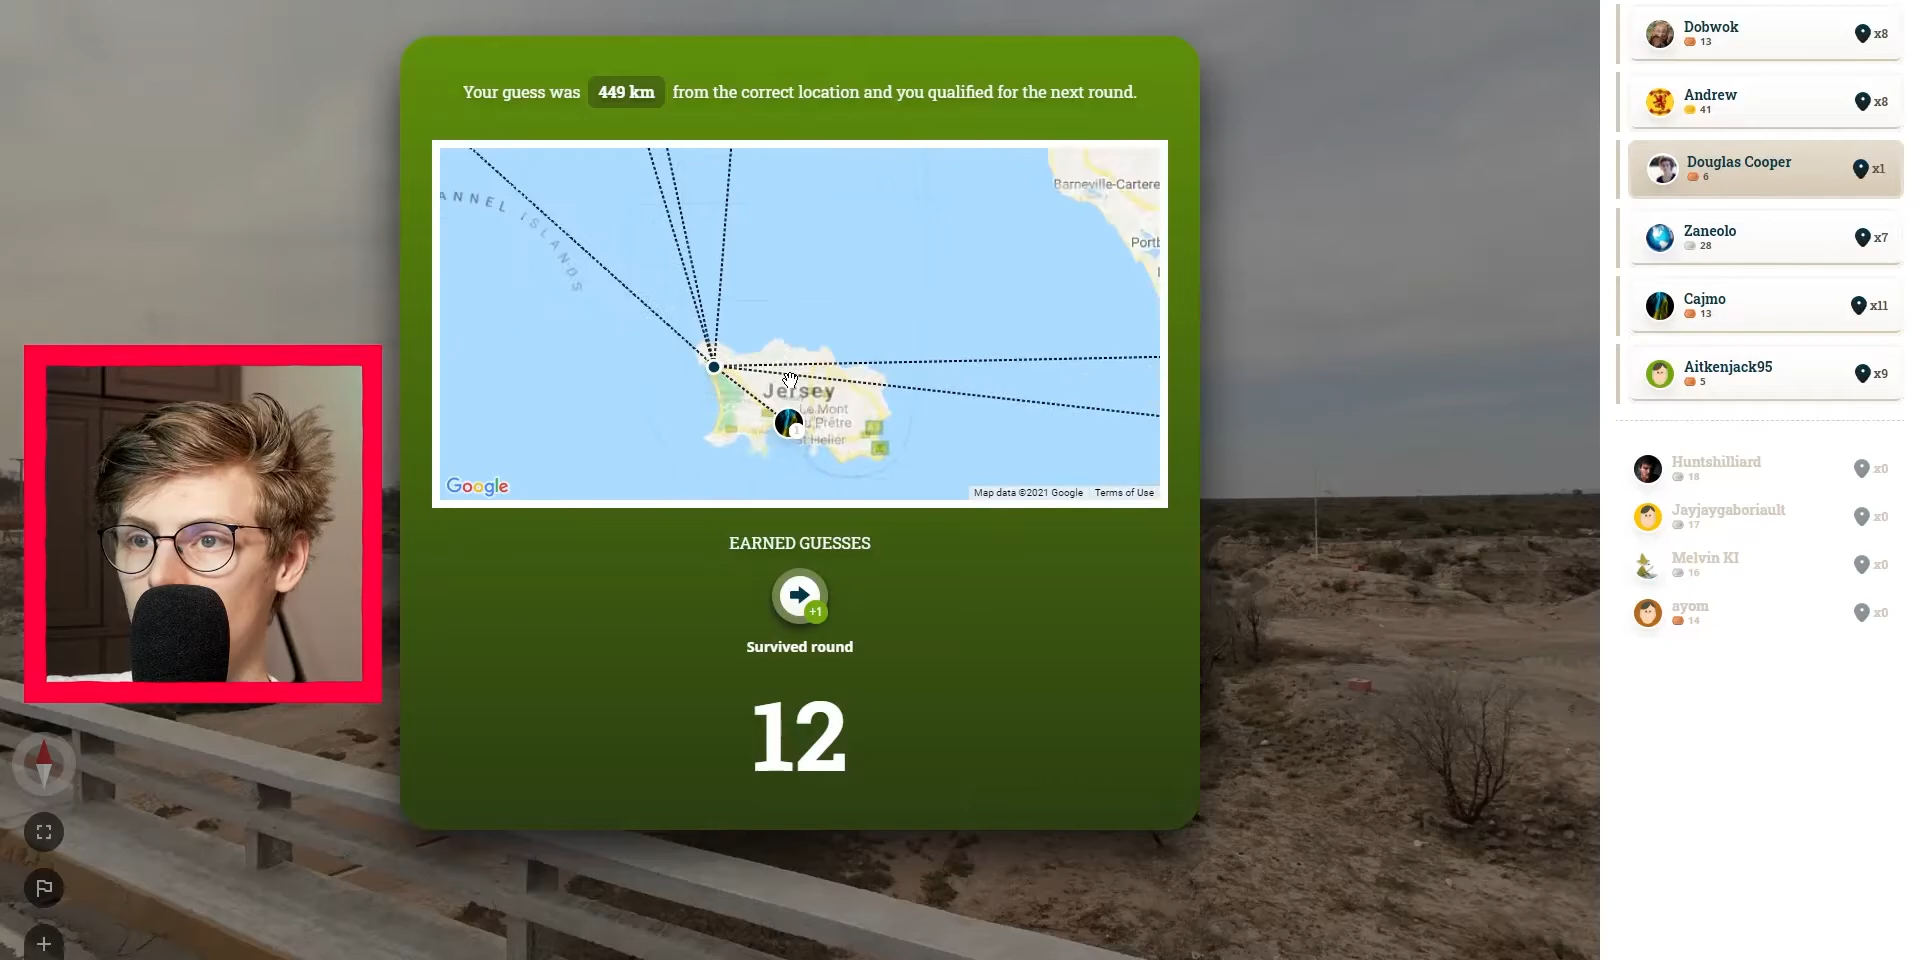 Your guess was 449 km from the correct location and you qualified for the next round.
ANNEL ISLANDS
Barneville-Cartere
Portb
Jersey
Le Mont
u Prêtre
St Helier
Google
Map data ©2021 Google
Terms of Use
EARNED GUESSES
+1
Survived round
12
Dobwok
13
x8
Andrew
41
x8
Douglas Cooper
6
x1
Zaneolo
28
x7
Cajmo
13
x11
Aitkenjack95
5
x9
Huntshilliard
18
x0
Jayjaygaboriault
17
x0
Melvin KI
16
x0
ayom
14
x0